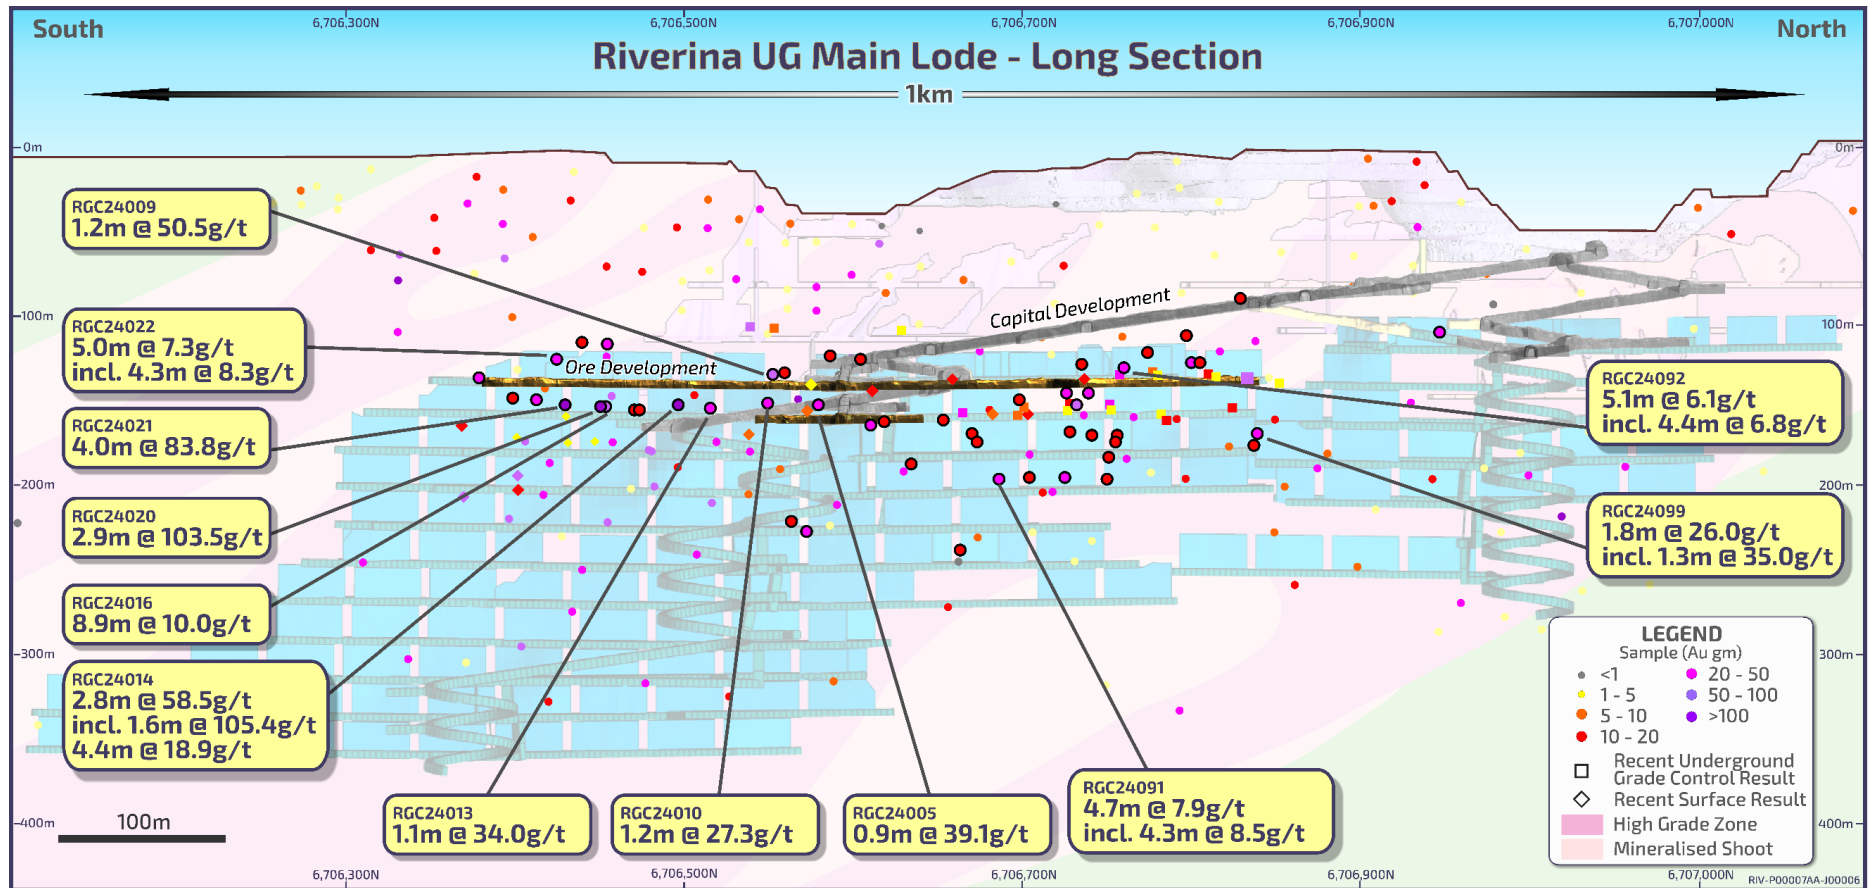 6,706,300N
6,706,500N
6,706,700N
6,706,900N
6,707,000N
South
North
Riverina UG Main Lode - Long Section
1km
0m
0m
RGC24009
1.2m @ 50.5g/t
Capital Development
-100m
100m
RGC24022
5.0m @ 7.3g/t
incl. 4.3m @ 8.3g/t
Ore Development
RGC24092
5.1m @ 6.1g/t
incl. 4.4m @ 6.8g/t
RGC24021
4.0m @ 83.8g/t
-200m
200m
RGC24020
2.9m @ 103.5g/t
RGC24099
1.8m @ 26.0g/t
incl. 1.3m @ 35.0g/t
RGC24016
8.9m @ 10.0g/t
-300m
300m
RGC24014
2.8m @ 58.5g/t
incl. 1.6m @ 105.4g/t
4.4m @ 18.9g/t
LEGEND
Sample (Au gm)
<1
1 - 5
5 - 10
10 - 20
20 - 50
50 - 100
>100
Recent Underground
Grade Control Result
Recent Surface Result
High Grade Zone
Mineralised Shoot
RGC24013
1.1m @ 34.0g/t
RGC24010
1.2m @ 27.3g/t
RGC24005
0.9m @ 39.1g/t
RGC24091
4.7m @ 7.9g/t
incl. 4.3m @ 8.5g/t
-400m
400m
100m
6,706,300N
6,706,500N
6,706,700N
6,706,900N
6,707,000N
RIV-P00007AA-J00006